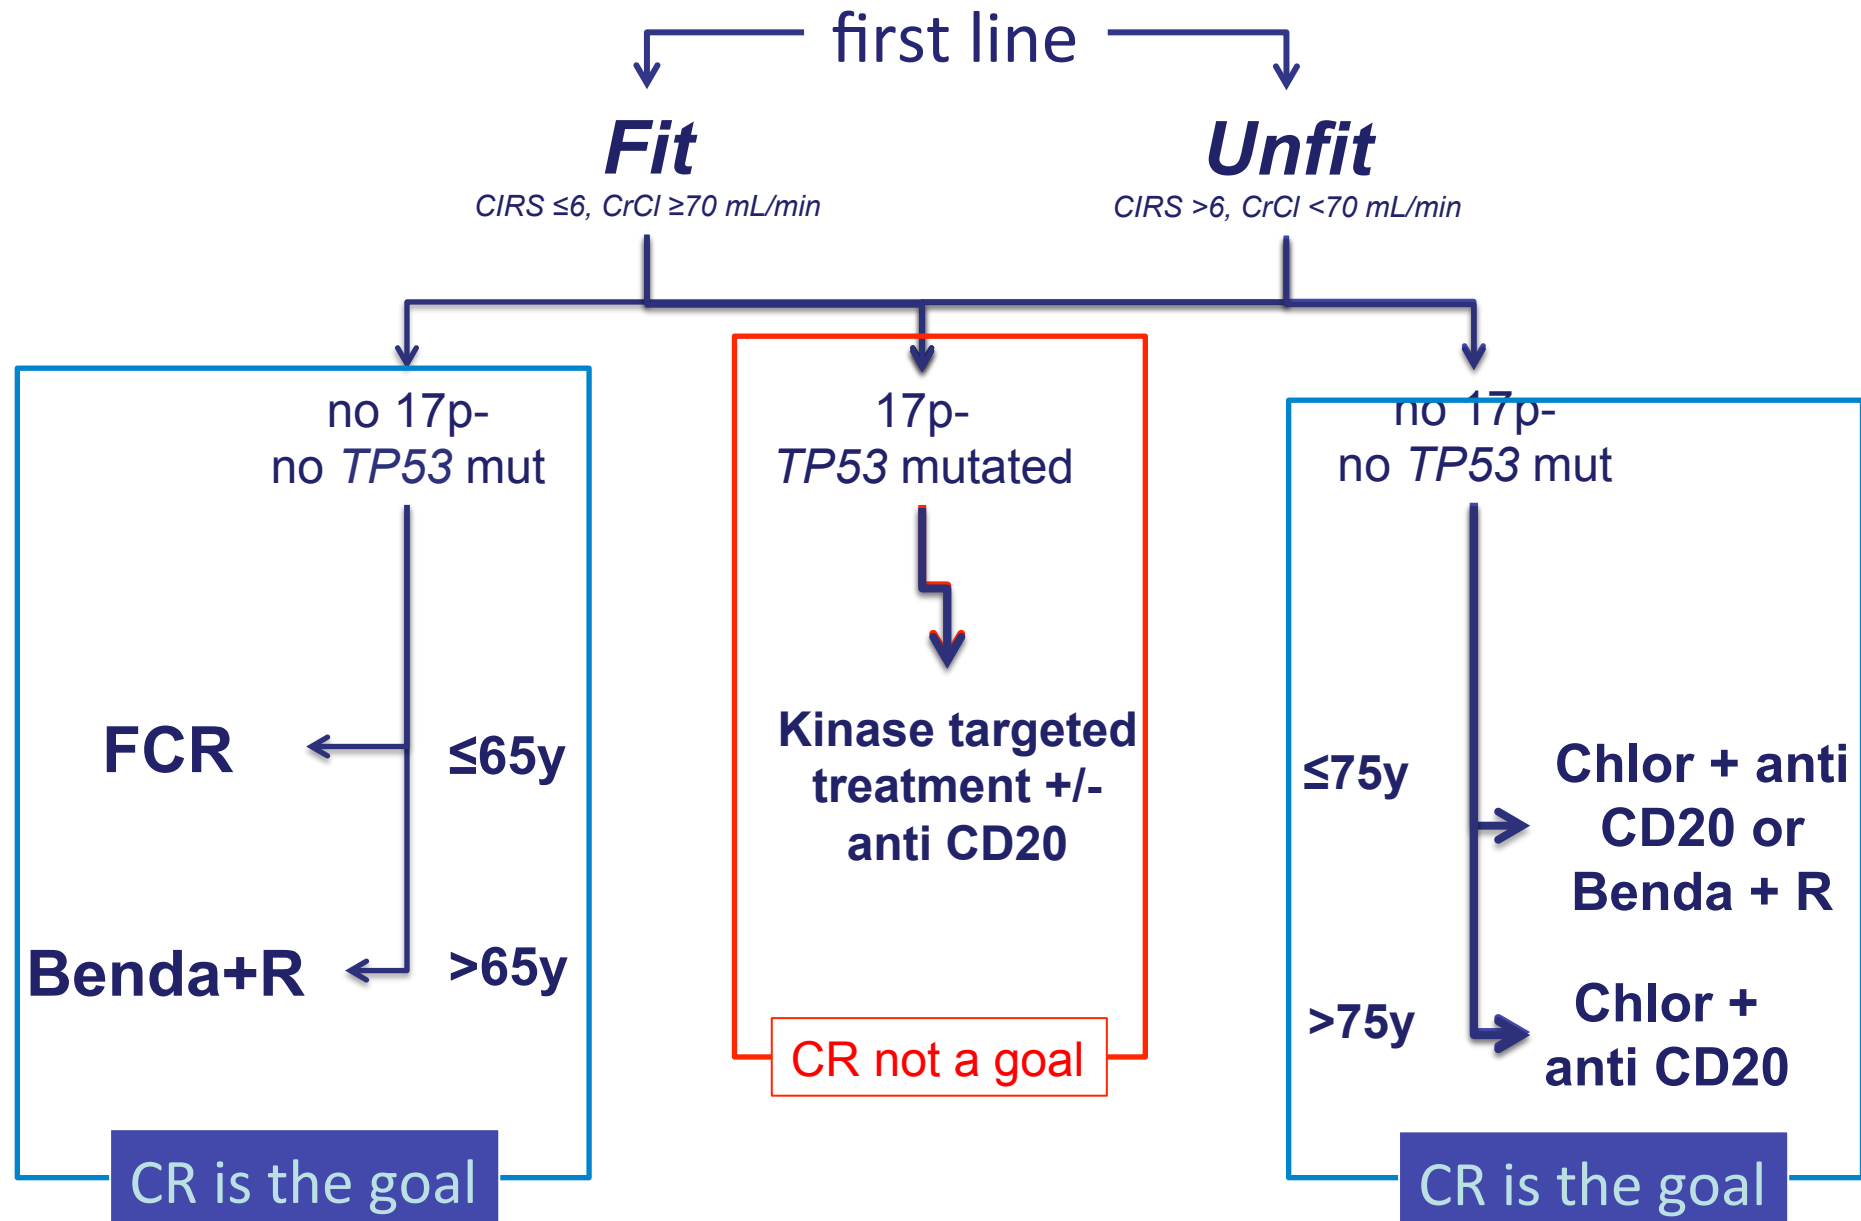 first line
Fit
CIRS ≤6, CrCl ≥70 mL/min
Unfit
CIRS >6, CrCl <70 mL/min
no 17p-
no TP53 mut
FCR
≤65y
Benda+R
>65y
CR is the goal
17p-
TP53 mutated
Kinase targeted
treatment +/-
anti CD20
CR not a goal
no 17p-
no TP53 mut
≤75y
Chlor + anti
CD20 or
Benda + R
>75y
Chlor +
anti CD20
CR is the goal